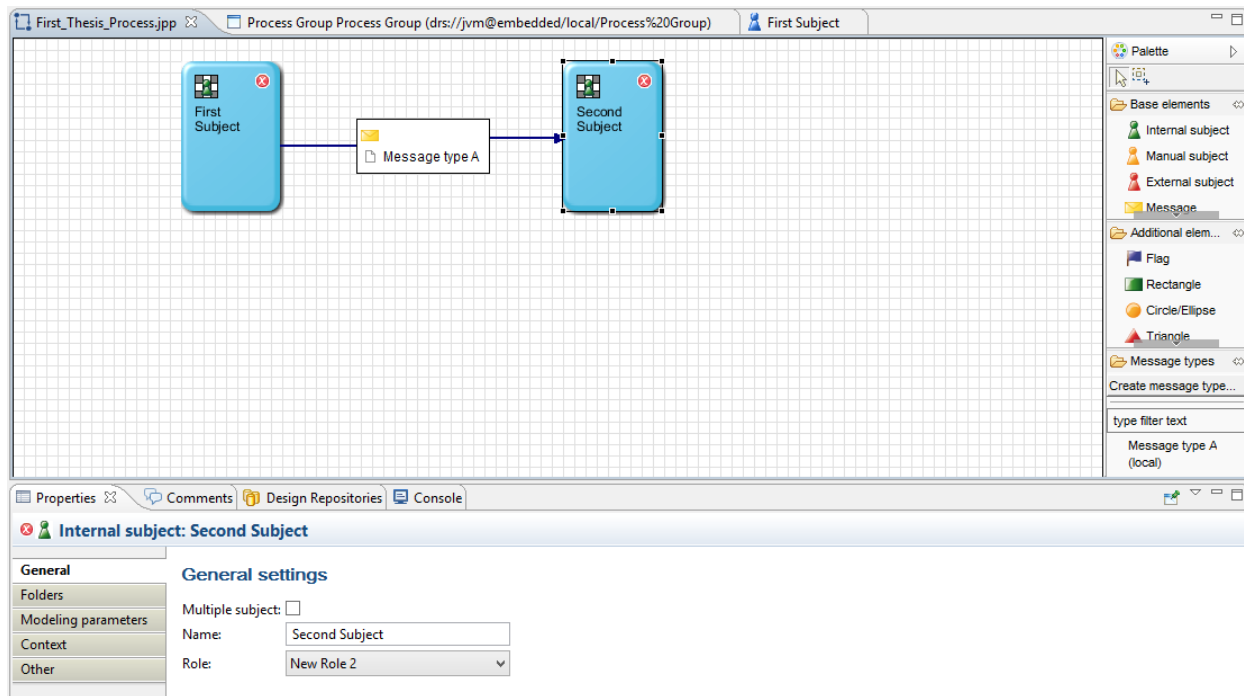 First_Thesis_Process.jpp
Process Group Process Group (drs://jvm@embedded/local/Process%20Group)
First Subject
First
Subject
Message type A
Second
Subject
Palette
Base elements
Internal subject
Manual subject
External subject
Message
Additional elem...
Flag
Rectangle
Circle/Ellipse
Triangle
Message types
Create message type...
type filter text
Message type A
(local)
Properties
Comments
Design Repositories
Console
Internal subject: Second Subject
General
Folders
Modeling parameters
Context
Other
General settings
Multiple subject:
Name: Second Subject
Role: New Role 2